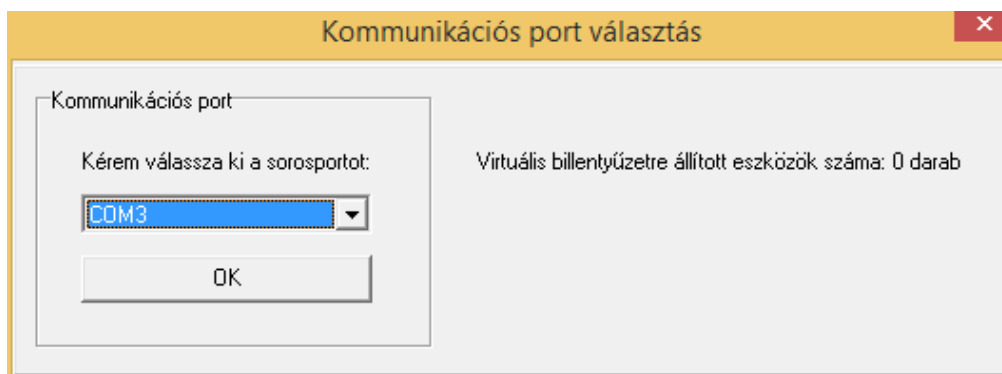 Kommunikációs port választás
Kommunikációs port
Kérem válassza ki a sorosportot:
COM3
OK
Virtuális billentyűzetre állított eszközök száma: 0 darab